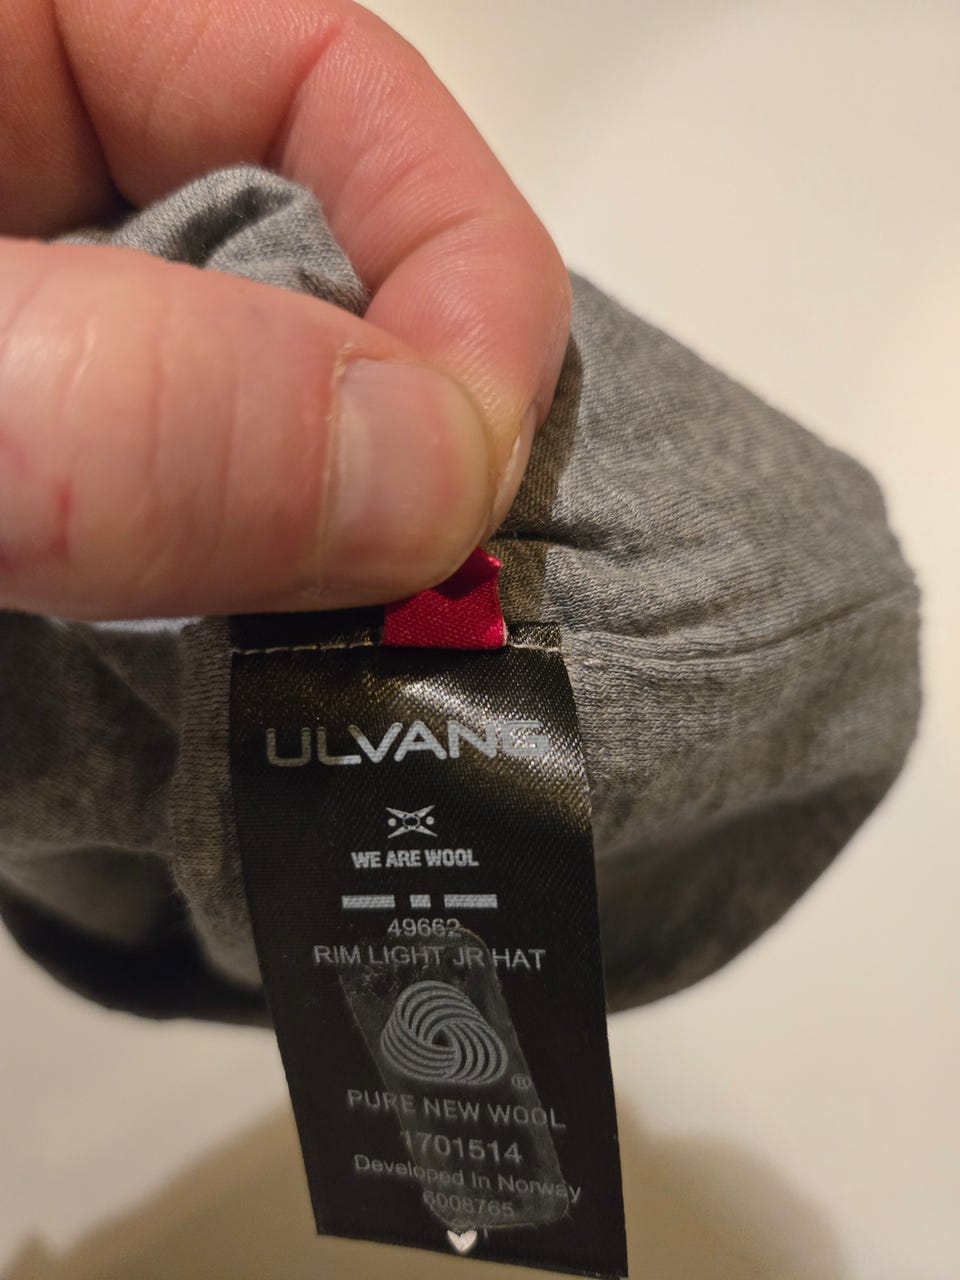 ULVANG
WE ARE WOOL
49662
RIM LIGHT JR HAT
®
PURE NEW WOOL
1701514
Developed In Norway
6008765